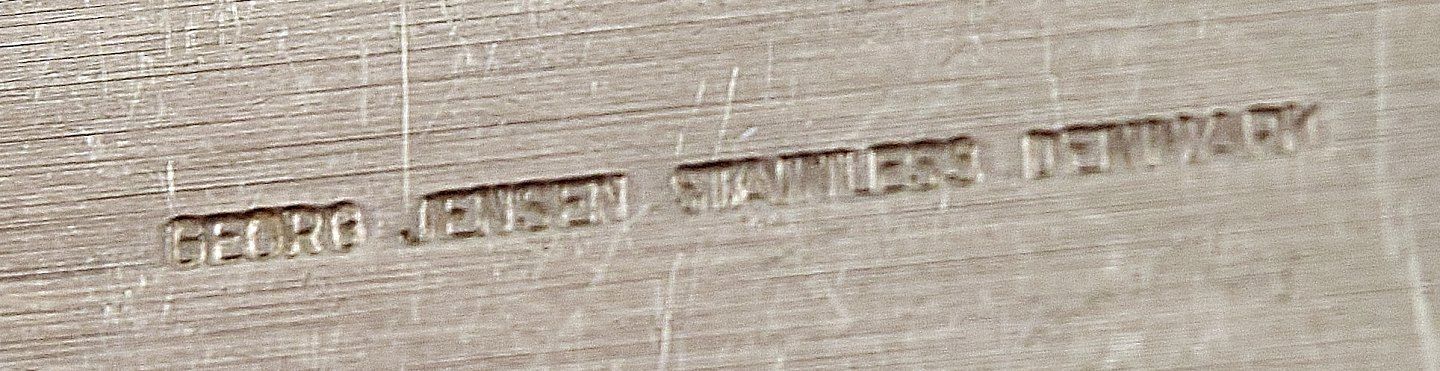 GEORG JENSEN STAINLESS DENMARK